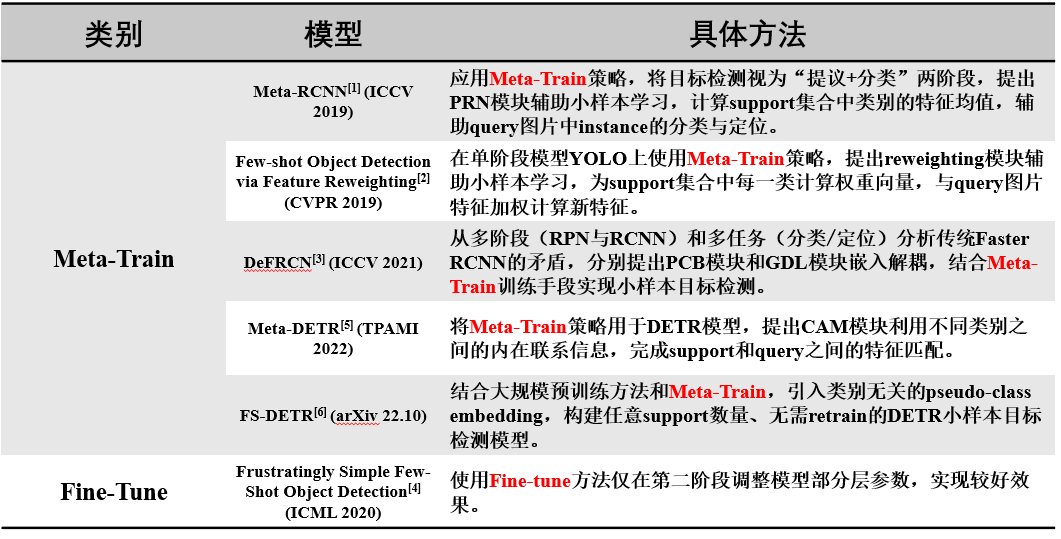 类别 模型 具体方法
Meta-Train
Meta-RCNN[1] (ICCV
2019)
应用Meta-Train策略，将目标检测视为“提议+分类”两阶段，提出
PRN模块辅助小样本学习，计算support集合中类别的特征均值，辅
助query图片中instance的分类与定位。
Few-shot Object Detection
via Feature Reweighting[2]
(CVPR 2019)
在单阶段模型YOLO上使用Meta-Train策略，提出reweighting模块辅
助小样本学习，为support集合中每一类计算权重向量，与query图片
特征加权计算新特征。
DeFRCN[3] (ICCV 2021)
从多阶段（RPN与RCNN）和多任务（分类/定位）分析传统Faster
RCNN的矛盾，分别提出PCB模块和GDL模块嵌入解耦，结合Meta-
Train训练手段实现小样本目标检测。
Meta-DETR[5] (TPAMI
2022)
将Meta-Train策略用于DETR模型，提出CAM模块利用不同类别之
间的内在联系信息，完成support和query之间的特征匹配。
FS-DETR[6] (arXiv 22.10)
结合大规模预训练方法和Meta-Train，引入类别无关的pseudo-class
embedding，构建任意support数量、无需retrain的DETR小样本目标
检测模型。
Fine-Tune
Frustratingly Simple Few-
Shot Object Detection[4]
(ICML 2020)
使用Fine-tune方法仅在第二阶段调整模型部分层参数，实现较好效
果。